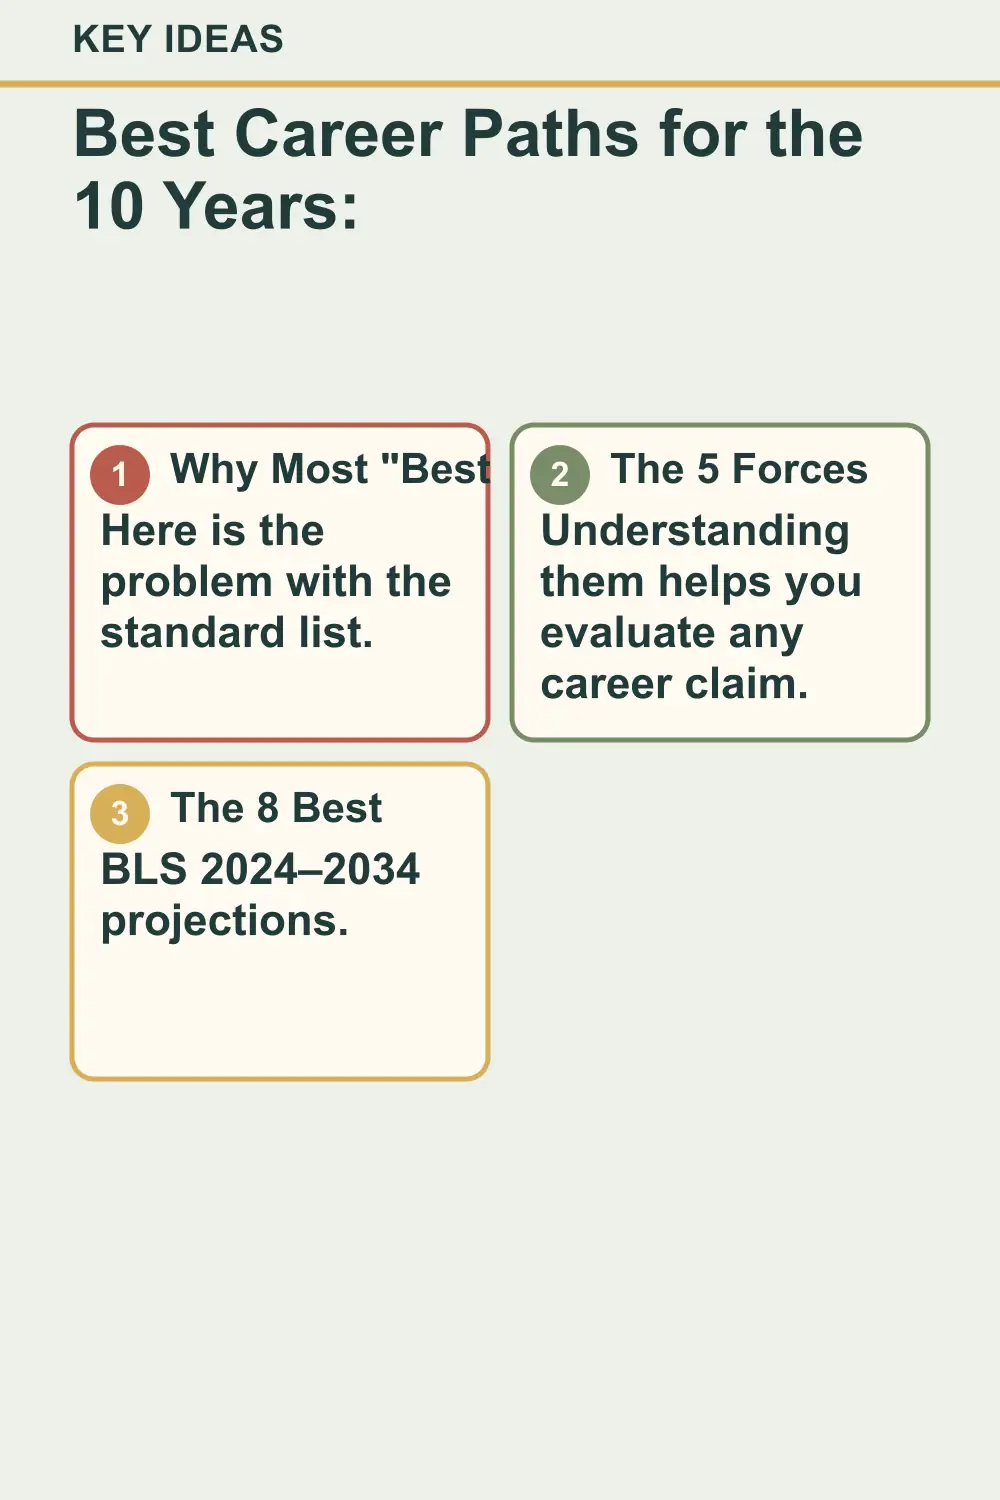 KEY IDEAS
Best Career Paths for the
10 Years:
1 Why Most "Best
Here is the
problem with the
standard list.
2 The 5 Forces
Understanding
them helps you
evaluate any
career claim.
3 The 8 Best
BLS 2024–2034
projections.